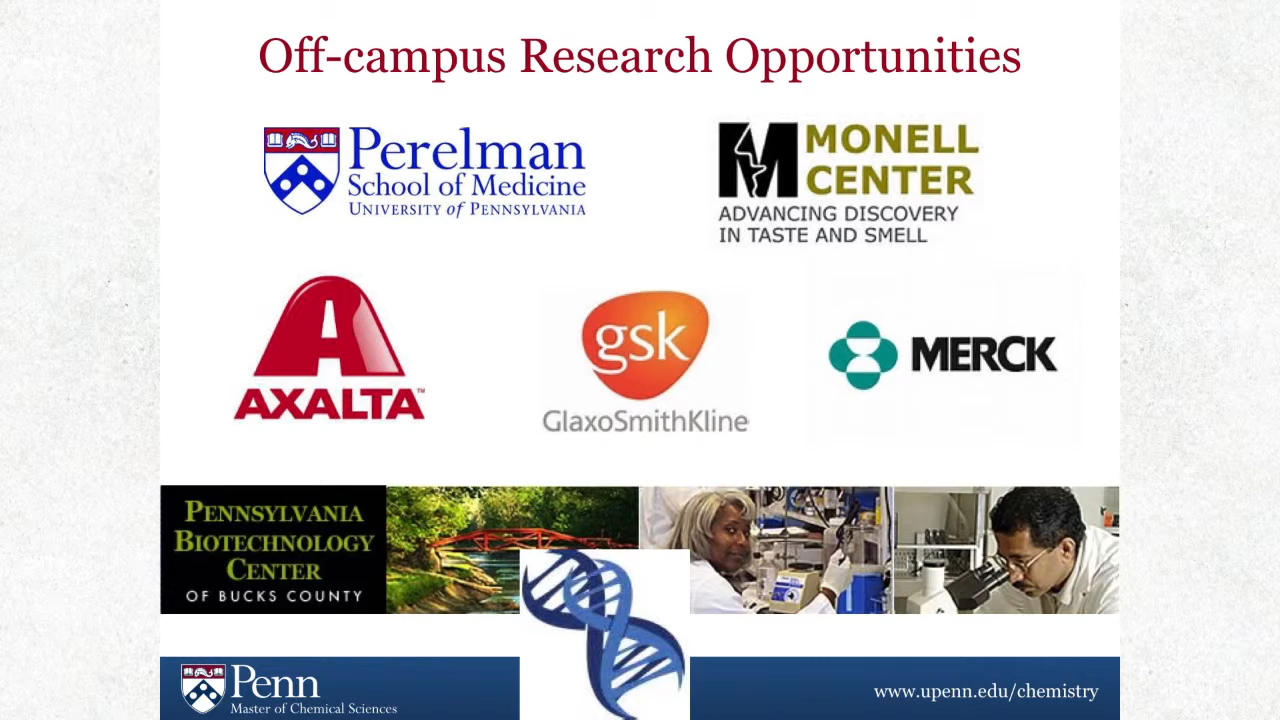 Off-campus Research Opportunities
Perelman
School of Medicine
UNIVERSITY of PENNSYLVANIA
MONELL
CENTER
ADVANCING DISCOVERY
IN TASTE AND SMELL
AXALTA™
gsk
GlaxoSmithKline
MERCK
PENNSYLVANIA
BIOTECHNOLOGY
CENTER
OF BUCKS COUNTY
Penn
Master of Chemical Sciences
www.upenn.edu/chemistry